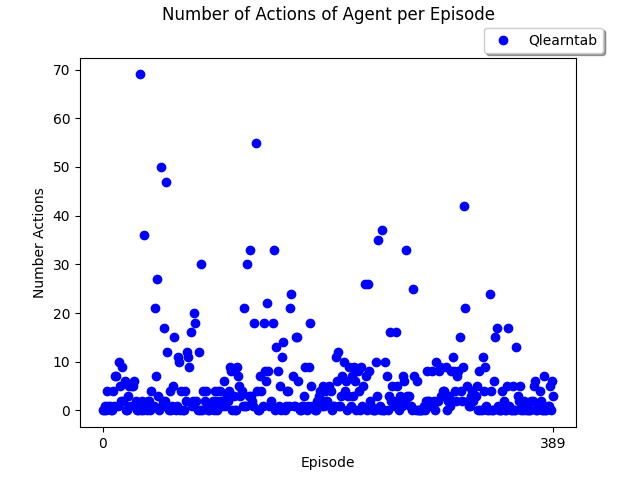 Number of Actions of Agent per Episode
Qlearntab
70
60
50
40
30
20
10
0
Number Actions
0 389
Episode